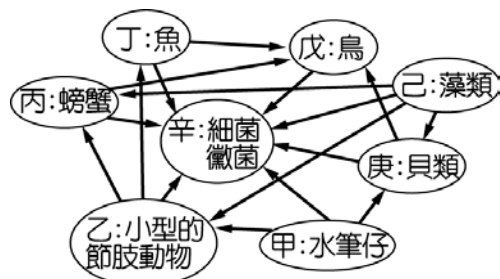 丁:魚
戊:鳥
己:藻類
丙:螃蟹
辛:細菌
黴菌
庚:貝類
乙:小型的
節肢動物
甲:水筆仔